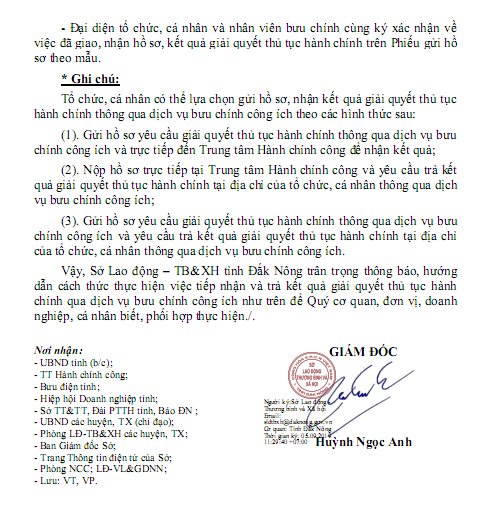 - Đại diện tổ chức, cá nhân và nhân viên bưu chính cùng ký xác nhận về
việc đã giao, nhận hồ sơ, kết quả giải quyết thủ tục hành chính trên Phiếu gửi hồ
sơ theo mẫu.
* Ghi chú:
Tổ chức, cá nhân có thể lựa chọn gửi hồ sơ, nhận kết quả giải quyết thủ tục
hành chính thông qua dịch vụ bưu chính công ích theo các hình thức sau:
(1). Gửi hồ sơ yêu cầu giải quyết thủ tục hành chính thông qua dịch vụ bưu
chính công ích và trực tiếp đến Trung tâm Hành chính công để nhận kết quả;
(2). Nộp hồ sơ trực tiếp tại Trung tâm Hành chính công và yêu cầu trả kết
quả giải quyết thủ tục hành chính tại địa chỉ của tổ chức, cá nhân thông qua dịch
vụ bưu chính công ích;
(3). Gửi hồ sơ yêu cầu giải quyết thủ tục hành chính thông qua dịch vụ bưu
chính công ích và yêu cầu trả kết quả giải quyết thủ tục hành chính tại địa chỉ
của tổ chức, cá nhân thông qua dịch vụ bưu chính công ích.
Vậy, Sở Lao động – TB&XH tỉnh Đắk Nông trân trọng thông báo, hướng
dẫn cách thức thực hiện việc tiếp nhận và trả kết quả giải quyết thủ tục hành
chính qua dịch vụ bưu chính công ích như trên để Quý cơ quan, đơn vị, doanh
nghiệp, cá nhân biết, phối hợp thực hiện./.
Nơi nhận:
- UBND tỉnh (b/c);
- TT Hành chính công;
- Bưu điện tỉnh;
- Hiệp hội Doanh nghiệp tỉnh;
- Sở TT&TT, Đài PTTH tỉnh, Báo ĐN ;
- UBND các huyện, TX (chỉ đạo);
- Phòng LĐ-TB&XH các huyện, TX;
- Ban Giám đốc Sở;
- Trang Thông tin điện tử của Sở;
- Phòng NCC; LĐ-VL&GDNN;
- Lưu: VT, VP.
GIÁM ĐỐC
SỞ
LAO ĐỘNG
THƯƠNG BINH VÀ
XÃ HỘI
Người ký: Sở Lao động
Thương binh và Xã hội
Email:
sldtbxh@daknong.gov.vn
Cơ quan: Tỉnh Đắk Nông
Thời gian ký: 05.09.201
11:29:40 +07:00
Huỳnh Ngọc Anh